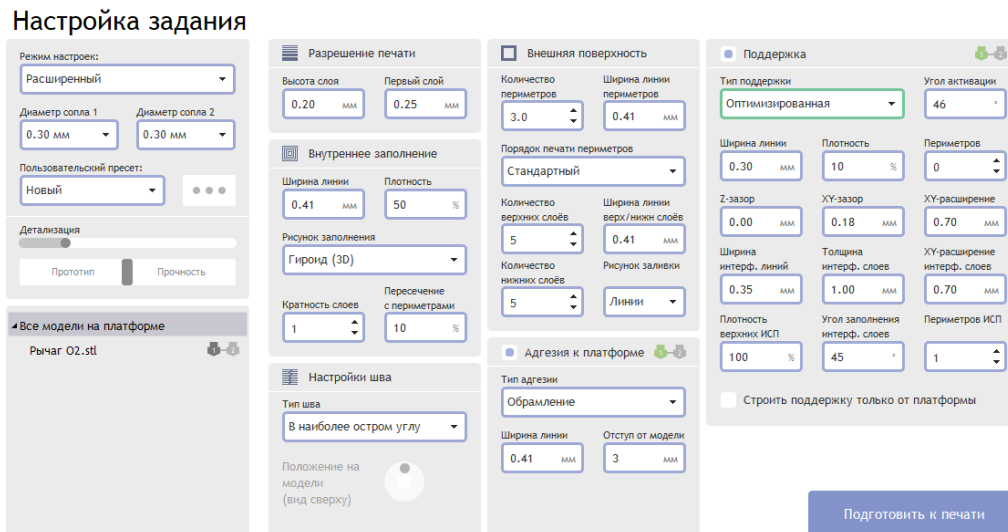 Настройка задания
Режим настроек:
Расширенный
Диаметр сопла 1
Диаметр сопла 2
0.30 мм
0.30 мм
Пользовательский пресет:
Новый
Детализация
Прототип
Прочность
Все модели на платформе
Рычаг О2.stl
1
2
Разрешение печати
Высота слоя
Первый слой
0.20 мм
0.25 мм
Внутреннее заполнение
Ширина линии
Плотность
0.41 мм
50 %
Рисунок заполнения
Гироид (3D)
Кратность слоев
Пересечение
с периметрами
1
10 %
Настройки шва
Тип шва
В наиболее остром углу
Положение на
модели
(вид сверху)
Внешняя поверхность
Количество
периметров
Ширина линии
периметров
3.0
0.41 мм
Порядок печати периметров
Стандартный
Количество
верхних слоёв
Ширина линии
верх/нижн слоёв
5
0.41 мм
Количество
нижних слоёв
Рисунок заливки
5
Линии
Адгезия к платформе
1
2
Тип адгезии
Обрамление
Ширина линии
Отступ от модели
0.41 мм
3 мм
Поддержка
1
2
Тип поддержки
Угол активации
Оптимизированная
46 °
Ширина линии
Плотность
Периметров
0.30 мм
10 %
0
Z-зазор
XY-зазор
XY-расширение
0.00 мм
0.18 мм
0.70 мм
Ширина
интерф. линий
Толщина
интерф. слоев
XY-расширение
интерф. слоев
0.35 мм
1.00 мм
0.70 мм
Плотность
верхних ИСП
Угол заполнения
интерф. слоев
Периметров ИСП
100 %
45 °
1
Строить поддержку только от платформы
Подготовить к печати